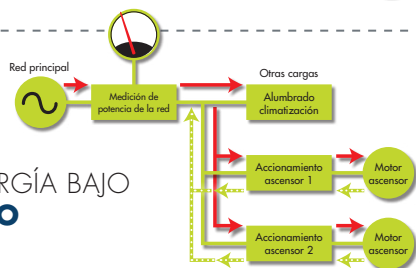 Red principal
Medición de
potencia de la red
Otras cargas
Alumbrado
climatización
RGÍA BAJO
O
Accionamiento
ascensor 1
Motor
ascensor
Accionamiento
ascensor 2
Motor
ascensor